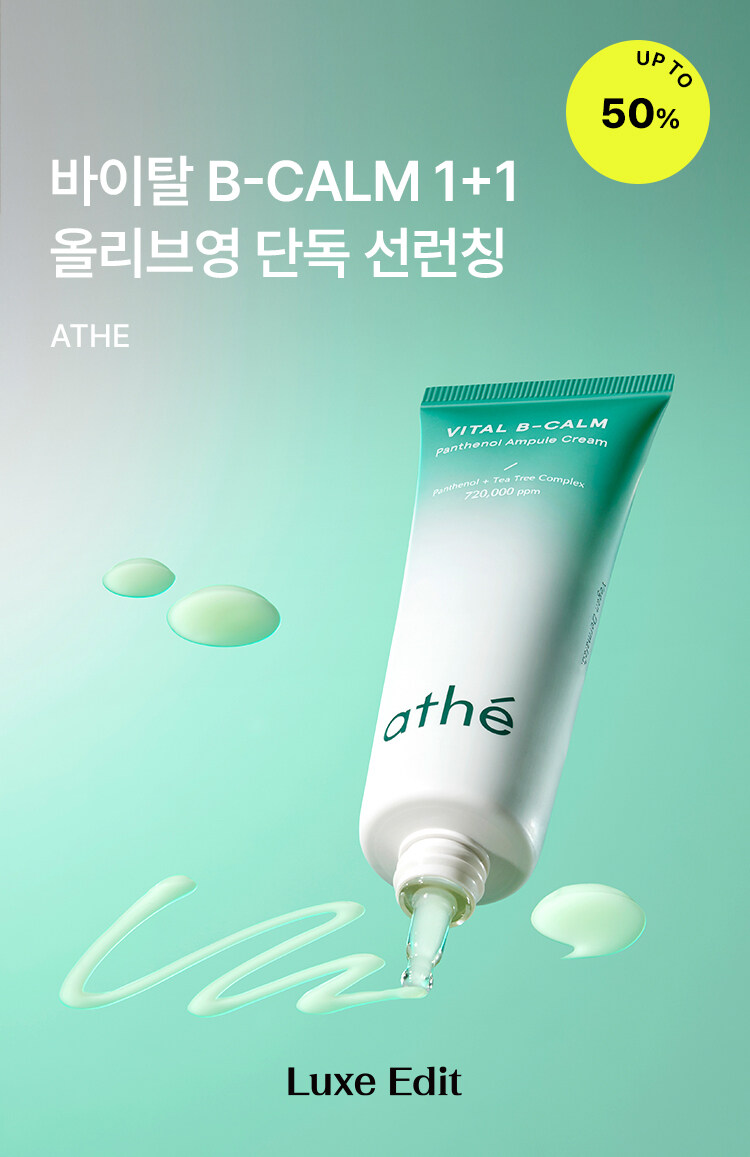 UP TO
50%
바이탈 B-CALM 1+1
올리브영 단독 선런칭
ATHE
VITAL B-CALM
Panthenol Ampule Cream
Panthenol + Tea Tree Complex
720,000 ppm
athé
Luxe Edit